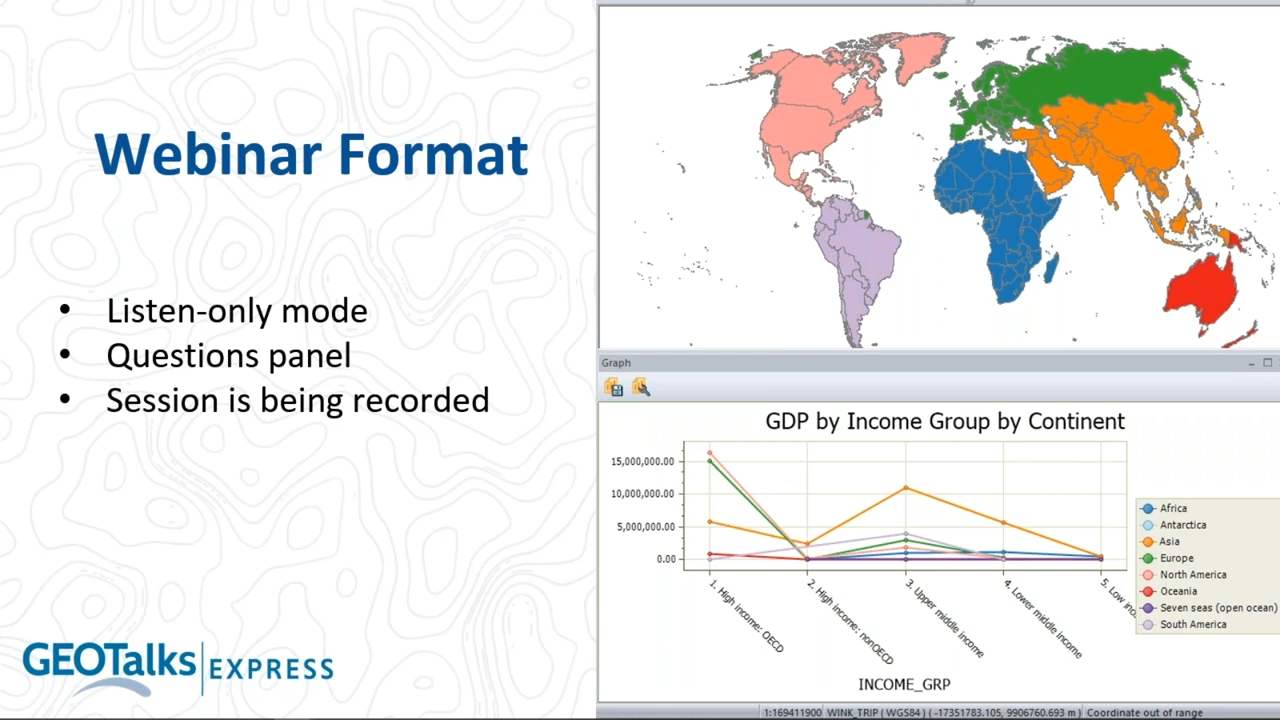 Webinar Format
• Listen-only mode
• Questions panel
• Session is being recorded
GEOTalks EXPRESS
Graph
GDP by Income Group by Continent
15,000,000.00
10,000,000.00
5,000,000.00
0.00
1. High income: OECD
2. High income: nonOECD
3. Upper middle income
4. Lower middle income
5. Low inc
INCOME_GRP
Africa
Antarctica
Asia
Europe
North America
Oceania
Seven seas (open ocean)
South America
1:169411900 WINK_TRIP ( WGS84 ) ( -17351783.105, 9906760.693 m ) Coordinate out of range